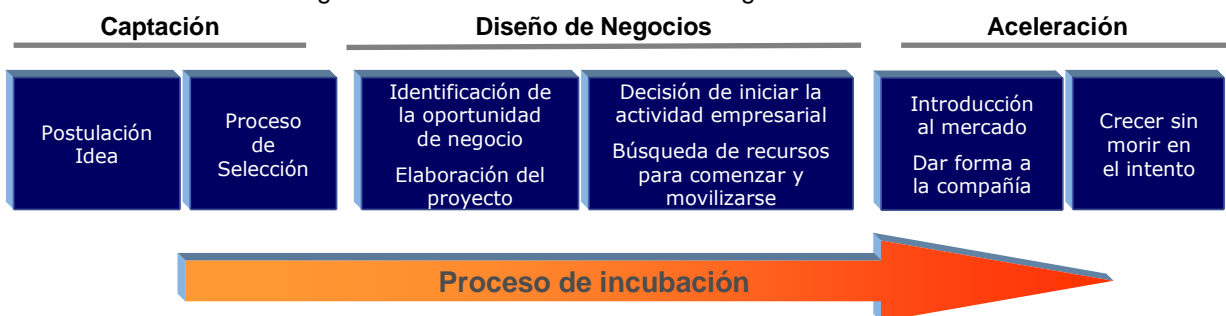 Captación
Diseño de Negocios
Aceleración
Postulación
Idea
Proceso
de
Selección
Identificación de
la oportunidad
de negocio
Elaboración del
proyecto
Decisión de iniciar la
actividad empresarial
Búsqueda de recursos
para comenzar y
movilizarse
Introducción
al mercado
Dar forma a
la compañía
Crecer sin
morir en
el intento
Proceso de incubación